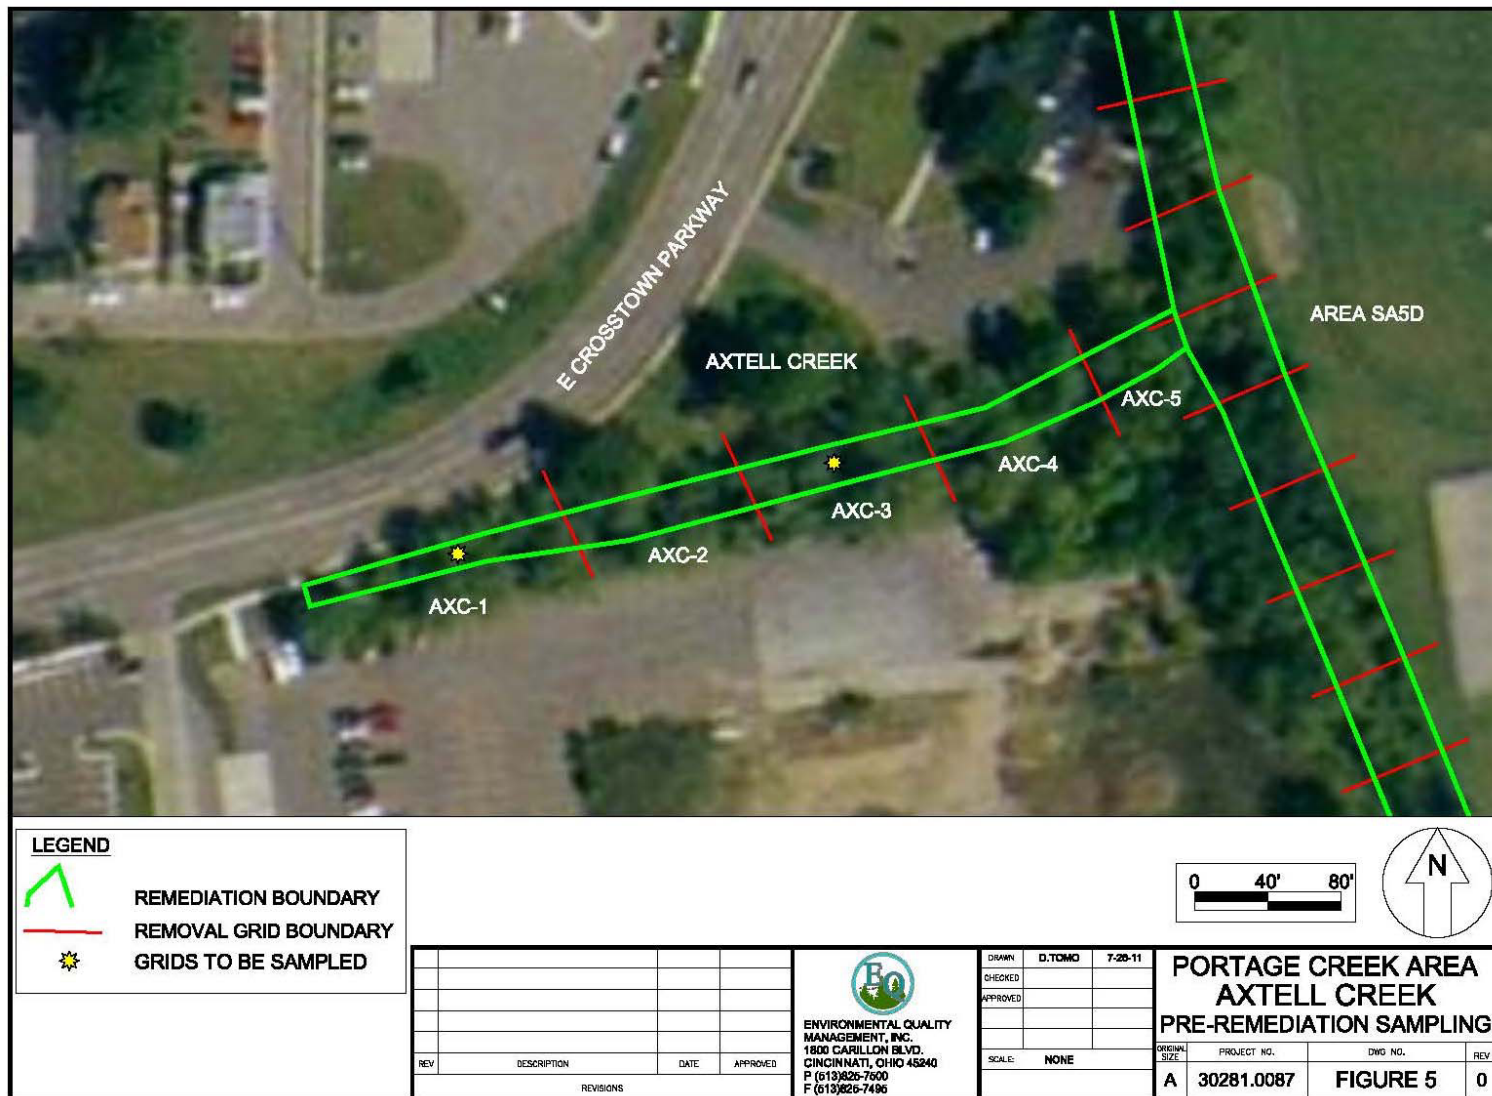 E CROSSTOWN PARKWAY
AXTELL CREEK
AREA SA5D
AXC-5
AXC-4
AXC-3
AXC-2
AXC-1
LEGEND
REMEDIATION BOUNDARY
REMOVAL GRID BOUNDARY
GRIDS TO BE SAMPLED
0 40' 80'
N
REV DESCRIPTION DATE APPROVED
REVISIONS
EQ
ENVIRONMENTAL QUALITY
MANAGEMENT, INC.
1800 CARILLON BLVD.
CINCINNATI, OHIO 45240
P (513)825-7500
F (513)825-7495
DRAWN D.TOMO 7-26-11
CHECKED
APPROVED
SCALE: NONE
PORTAGE CREEK AREA
AXTELL CREEK
PRE-REMEDIATION SAMPLING
ORIGINAL SIZE PROJECT NO. DWG NO. REV
A 30281.0087 FIGURE 5 0